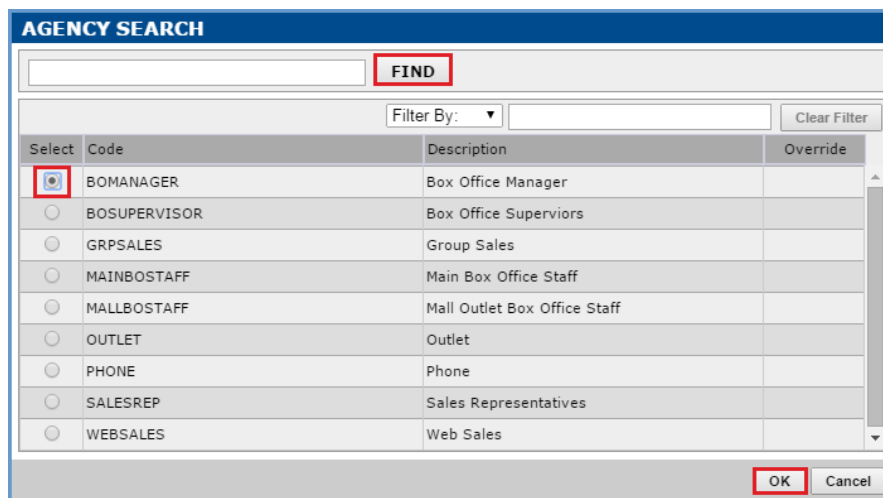 AGENCY SEARCH
FIND
Filter By: Clear Filter
Select Code Description Override
BOMANAGER Box Office Manager
BOSUPERVISOR Box Office Superviors
GRPSALES Group Sales
MAINBOSTAFF Main Box Office Staff
MALLBOSTAFF Mall Outlet Box Office Staff
OUTLET Outlet
PHONE Phone
SALESREP Sales Representatives
WEBSALES Web Sales
OK Cancel